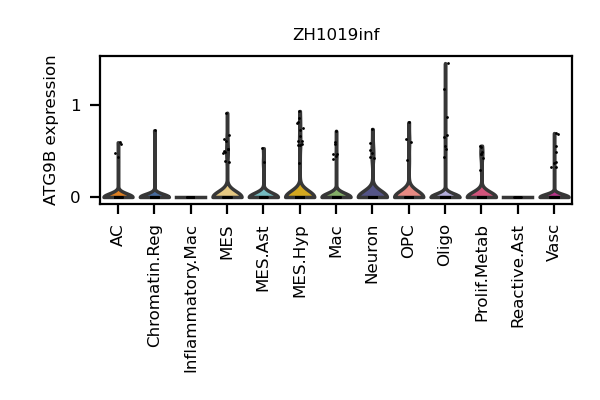 ZH1019inf
ATG9B expression
1
0
AC
Chromatin.Reg
Inflammatory.Mac
MES
MES.Ast
MES.Hyp
Mac
Neuron
OPC
Oligo
Prolif.Metab
Reactive.Ast
Vasc